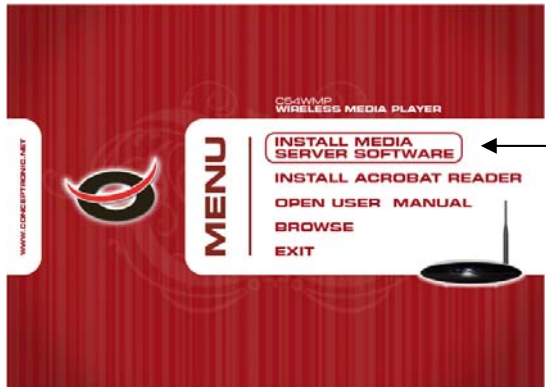 C54WMP
WIRELESS MEDIA PLAYER
WWW.CONCEPTRONIC.NET
MENU
INSTALL MEDIA
SERVER SOFTWARE
INSTALL ACROBAT READER
OPEN USER MANUAL
BROWSE
EXIT